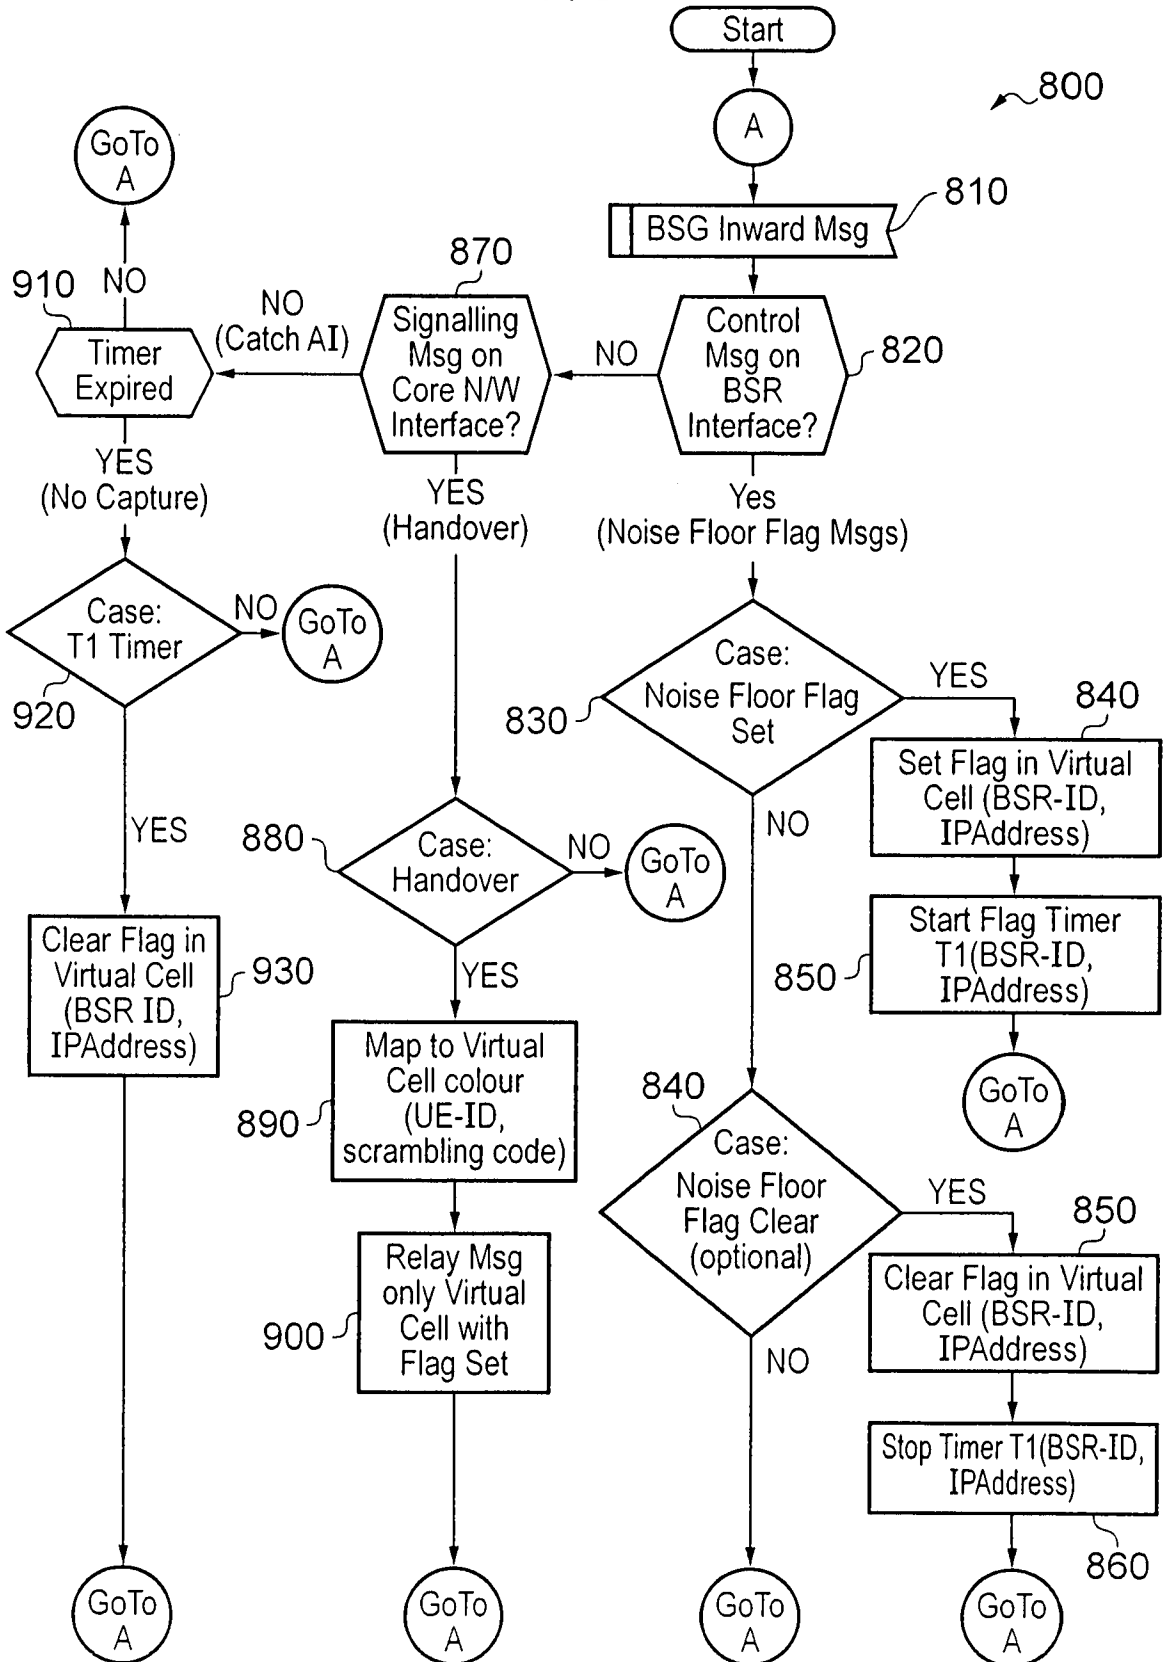 Start
A
800
810
BSG Inward Msg
GoTo
A
NO
910
Timer
Expired
NO
(Catch AI)
870
Signalling
Msg on
Core N/W
Interface?
NO
Control
Msg on
BSR
Interface?
820
YES
(No Capture)
YES
(Handover)
Yes
(Noise Floor Flag Msgs)
Case:
T1 Timer
920
NO
GoTo
A
Case:
Noise Floor Flag
Set
830
YES
840
Set Flag in Virtual
Cell (BSR-ID,
IPAddress)
NO
Start Flag Timer
T1(BSR-ID,
IPAddress)
850
GoTo
A
YES
880
Case:
Handover
NO
GoTo
A
YES
Clear Flag in
Virtual Cell
(BSR ID,
IPAddress)
930
Map to Virtual
Cell colour
(UE-ID,
scrambling code)
890
Relay Msg
only Virtual
Cell with
Flag Set
900
840
Case:
Noise Floor
Flag Clear
(optional)
YES
850
Clear Flag in Virtual
Cell (BSR-ID,
IPAddress)
NO
Stop Timer T1(BSR-ID,
IPAddress)
860
GoTo
A
GoTo
A
GoTo
A
GoTo
A